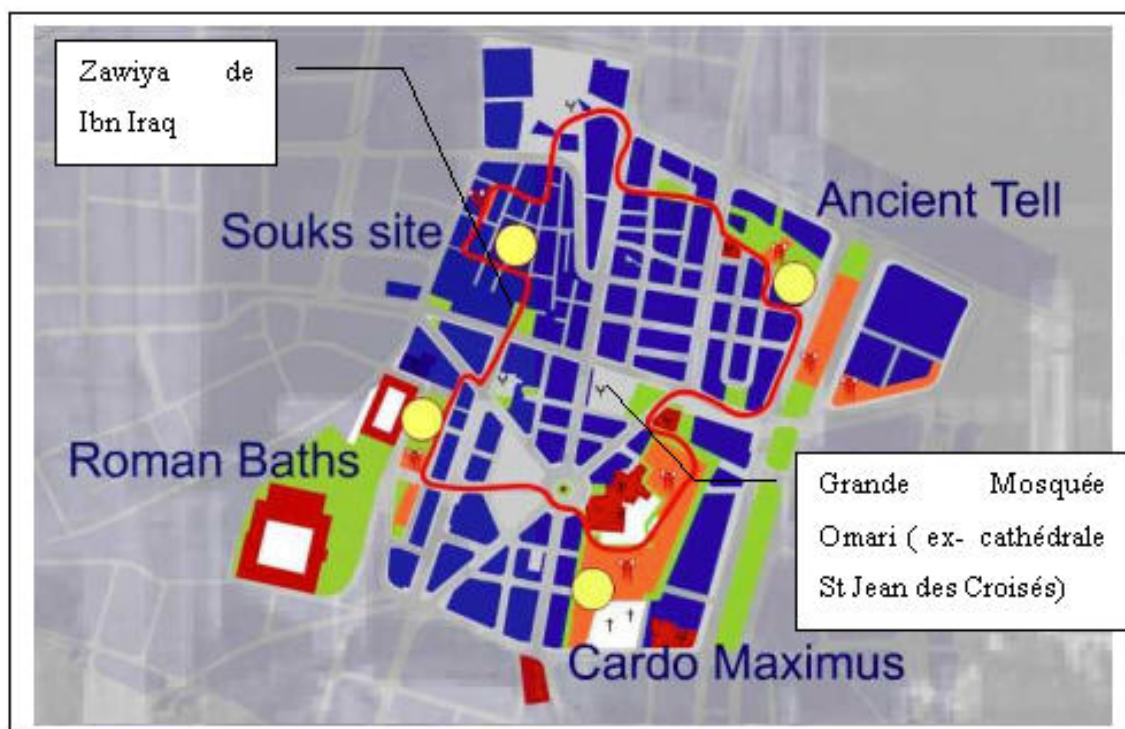 Zawiya de
Ibn Iraq
Souks site
Ancient Tell
Roman Baths
Grande Mosquée
Omari ( ex- cathédrale
St Jean des Croisés)
Cardo Maximus